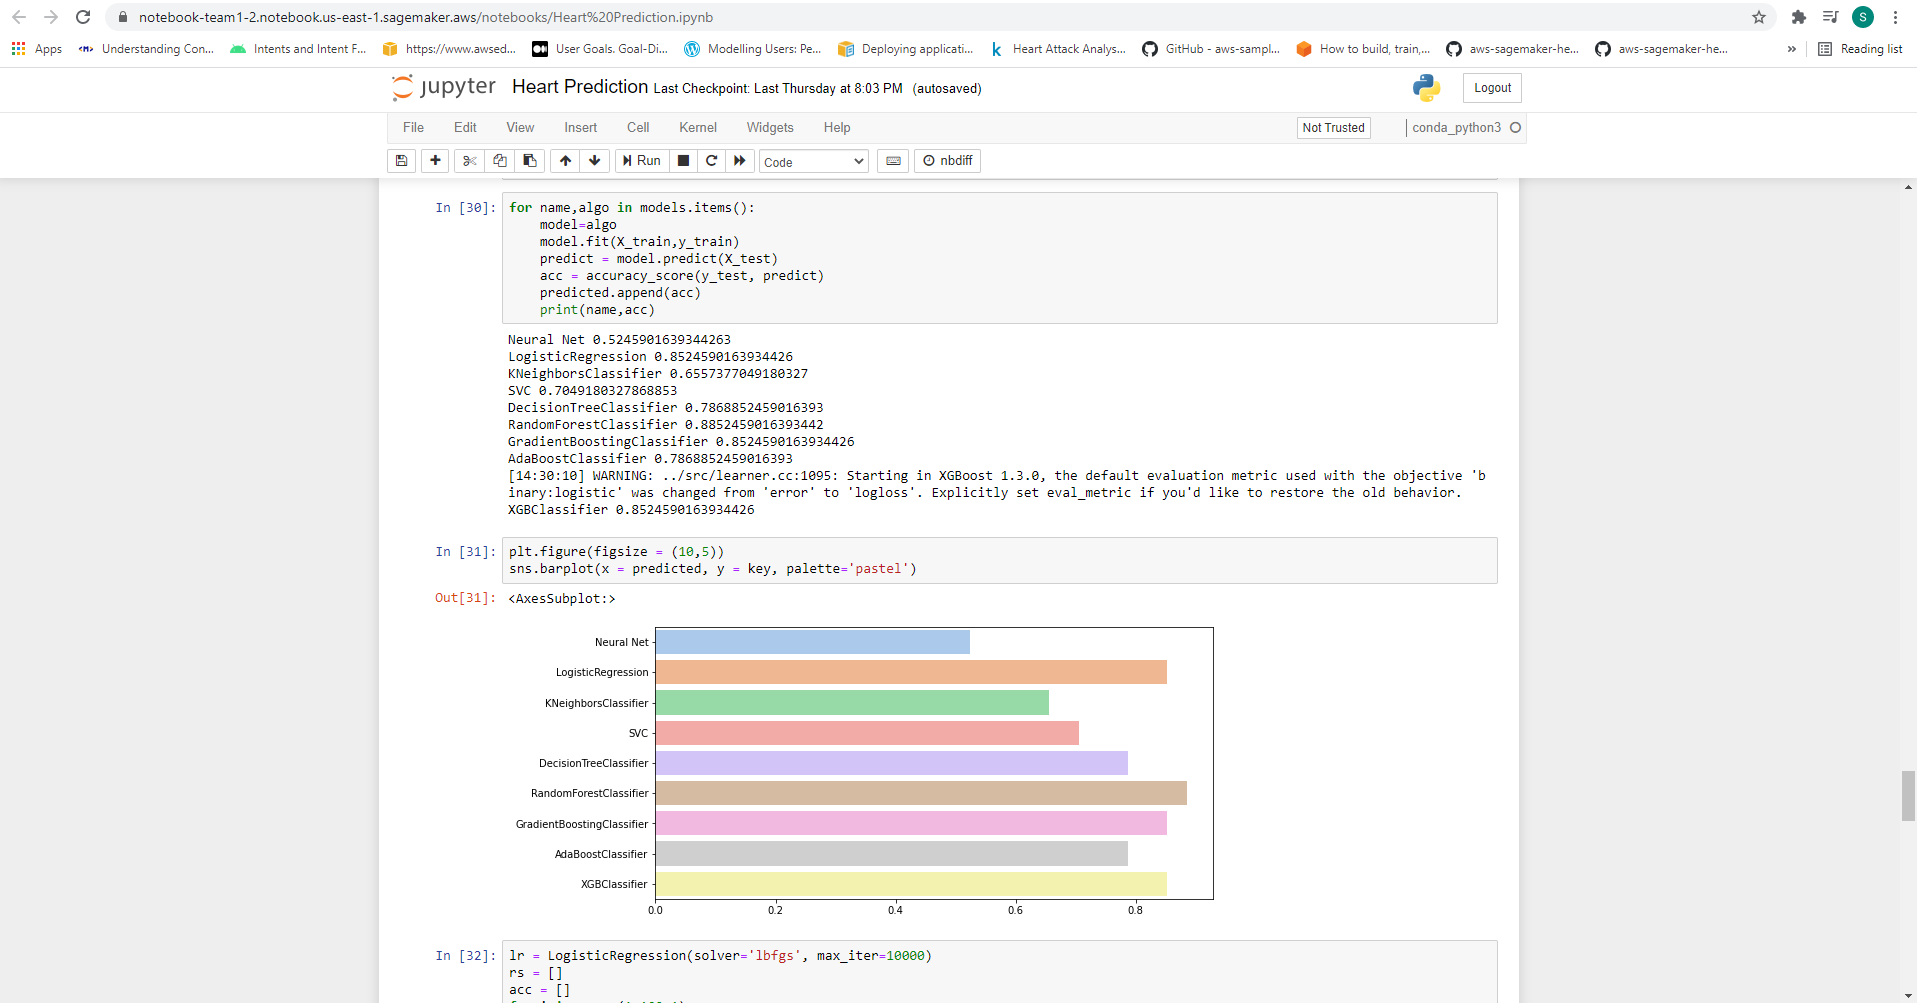 notebook-team1-2.notebook.us-east-1.sagemaker.aws/notebooks/Heart%20Prediction.ipynb
S
Apps Understanding Con... Intents and Intent F... https://www.awsed... User Goals. Goal-Di... Modelling Users: Pe... Deploying applicati... Heart Attack Analys... GitHub - aws-sampl... How to build, train,... aws-sagemaker-he... aws-sagemaker-he... » Reading list
jupyter Heart Prediction Last Checkpoint: Last Thursday at 8:03 PM (autosaved) Logout
File Edit View Insert Cell Kernel Widgets Help Not Trusted conda_python3
Run Code nbdiff
In [30]: for name,algo in models.items():
model=algo
model.fit(X_train,y_train)
predict = model.predict(X_test)
acc = accuracy_score(y_test, predict)
predicted.append(acc)
print(name,acc)
Neural Net 0.5245901639344263
LogisticRegression 0.8524590163934426
KNeighborsClassifier 0.6557377049180327
SVC 0.7049180327868853
DecisionTreeClassifier 0.7868852459016393
RandomForestClassifier 0.8852459016393442
GradientBoostingClassifier 0.8524590163934426
AdaBoostClassifier 0.7868852459016393
[14:30:10] WARNING: ../src/learner.cc:1095: Starting in XGBoost 1.3.0, the default evaluation metric used with the objective 'b
inary:logistic' was changed from 'error' to 'logloss'. Explicitly set eval_metric if you'd like to restore the old behavior.
XGBClassifier 0.8524590163934426
In [31]: plt.figure(figsize = (10,5))
sns.barplot(x = predicted, y = key, palette='pastel')
Out[31]: <AxesSubplot:>
Neural Net
LogisticRegression
KNeighborsClassifier
SVC
DecisionTreeClassifier
RandomForestClassifier
GradientBoostingClassifier
AdaBoostClassifier
XGBClassifier
0.0 0.2 0.4 0.6 0.8
In [32]: lr = LogisticRegression(solver='lbfgs', max_iter=10000)
rs = []
acc = []